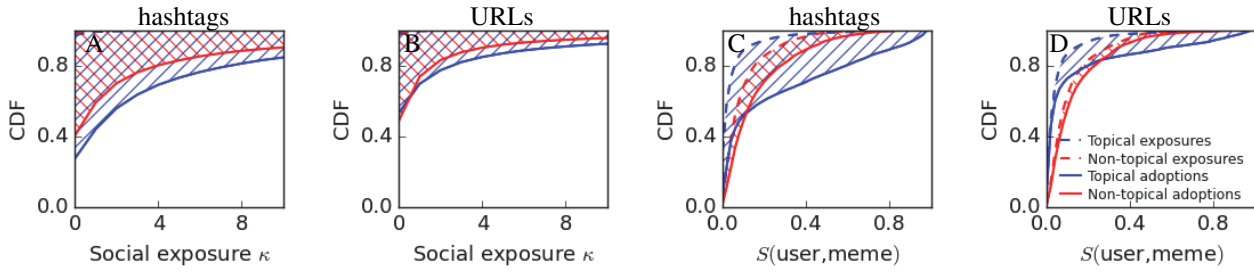 hashtags
A
CDF
0.8
0.4
0.0
0
4
8
Social exposure κ
URLs
B
CDF
0.8
0.4
0.0
0
4
8
Social exposure κ
hashtags
C
CDF
0.8
0.4
0.0
0.0
0.4
0.8
S(user,meme)
URLs
D
CDF
0.8
0.4
0.0
0.0
0.4
0.8
Topical exposures
Non-topical exposures
Topical adoptions
Non-topical adoptions
S(user,meme)